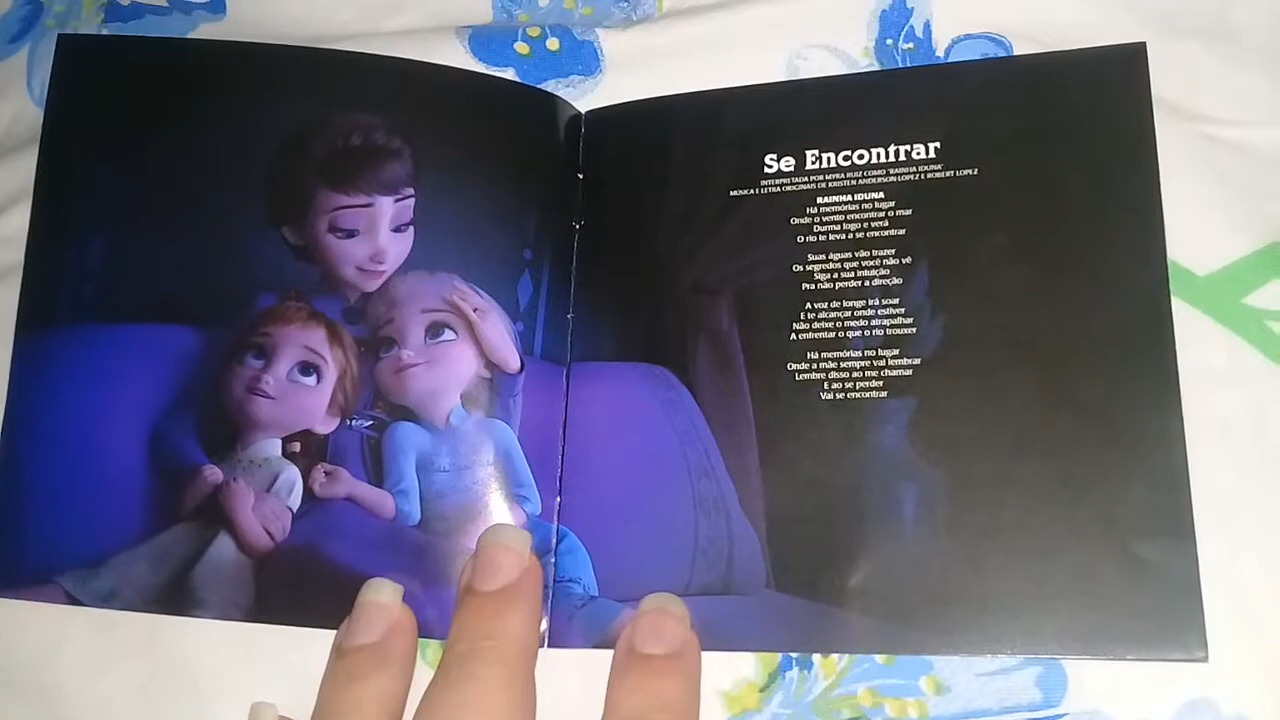 Se Encontrar
INTERPRETADA POR MYRA RUIZ COMO "RAINHA IDUNA"
MÚSICA E LETRA ORIGINAIS DE KRISTEN ANDERSON-LOPEZ E ROBERT LOPEZ
RAINHA IDUNA
Há memórias no lugar
Onde o vento encontrar o mar
Durma logo e verá
O rio te leva a se encontrar
Suas águas vão trazer
Os segredos que você não vê
Siga a sua intuição
Pra não perder a direção
A voz de longe irá soar
E te alcançar onde estiver
Não deixe o medo atrapalhar
A enfrentar o que o rio trouxer
Há memórias no lugar
Onde a mãe sempre vai lembrar
Lembre disso ao me chamar
E ao se perder
Vai se encontrar